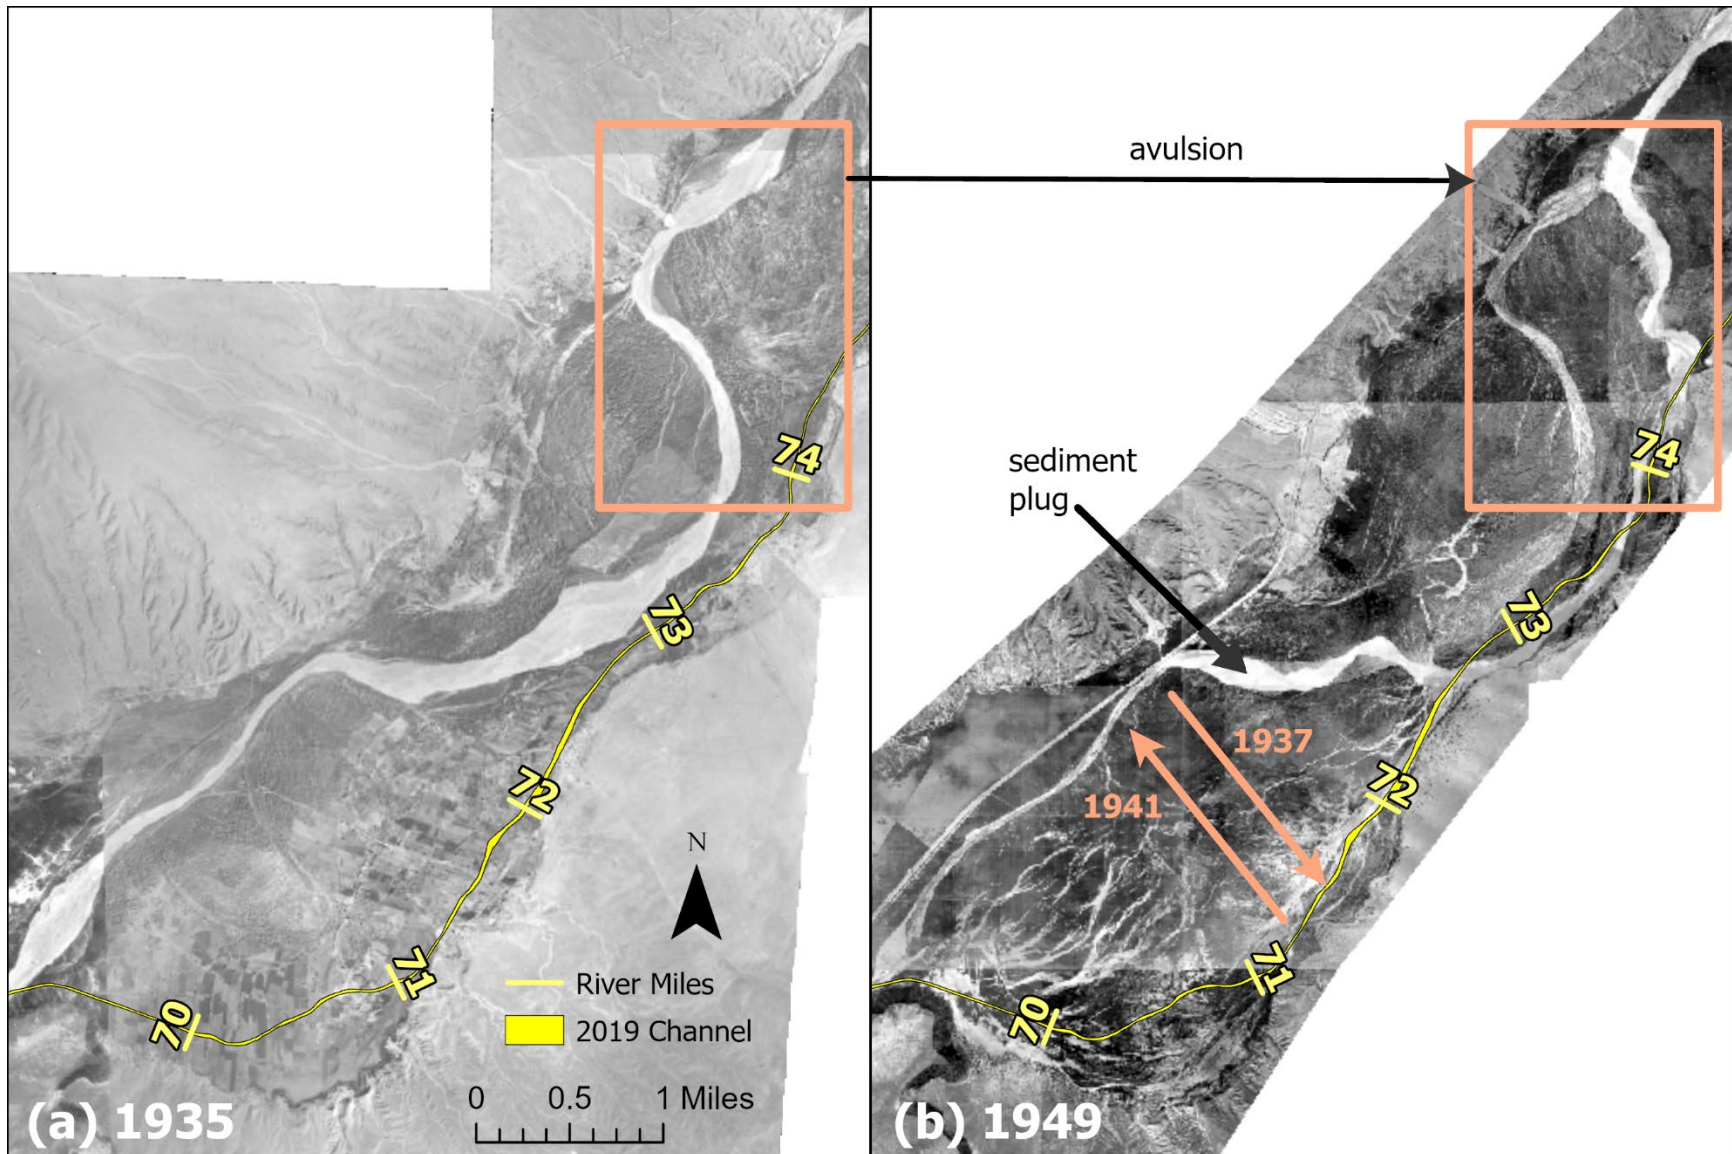 avulsion
74
sediment
plug
73
1937
1941
72
N
71
River Miles
70
2019 Channel
0 0.5 1 Miles
(a) 1935
74
73
72
71
70
(b) 1949